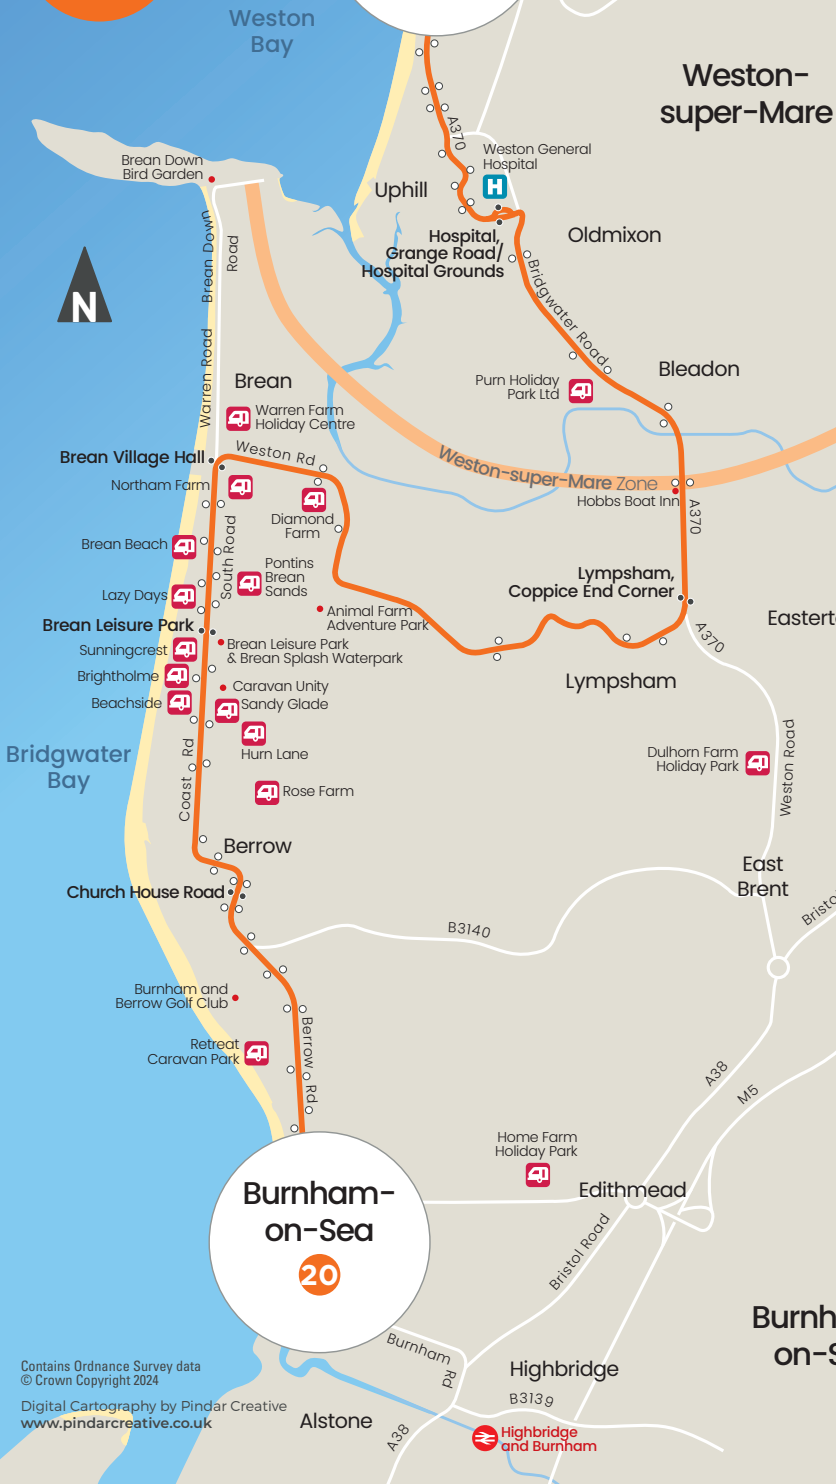 Weston
Bay
Weston-
super-Mare
A370
Weston General
Hospital
H
Brean Down
Bird Garden
Uphill
Oldmixon
Hospital,
Grange Road/
Hospital Grounds
Brean Down
Road
N
Bridgwater Road
Warren Road
Brean
Purn Holiday
Park Ltd
Bleadon
Warren Farm
Holiday Centre
Brean Village Hall
Weston Rd
Weston-super-Mare Zone
Northam Farm
Hobbs Boat Inn
A370
Diamond
Farm
South Road
Brean Beach
Pontins
Brean
Sands
Lympsham,
Coppice End Corner
Lazy Days
Animal Farm
Adventure Park
Brean Leisure Park
Easterto
A370
Sunningcrest
Brean Leisure Park
& Brean Splash Waterpark
Brightholme
Lympsham
Caravan Unity
Beachside
Sandy Glade
Hurn Lane
Bridgwater
Bay
Coast Rd
Dulhorn Farm
Holiday Park
Weston Road
Rose Farm
Berrow
East
Brent
Church House Road
Bristo
B3140
Burnham and
Berrow Golf Club
Retreat
Caravan Park
Berrow Rd
A38
M5
Home Farm
Holiday Park
Burnham-
on-Sea
20
Edithmead
Bristol Road
Burnh
on-S
Burnham Rd
Contains Ordnance Survey data
© Crown Copyright 2024
Highbridge
B3139
Digital Cartography by Pindar Creative
www.pindarcreative.co.uk
Alstone
A38
Highbridge
and Burnham